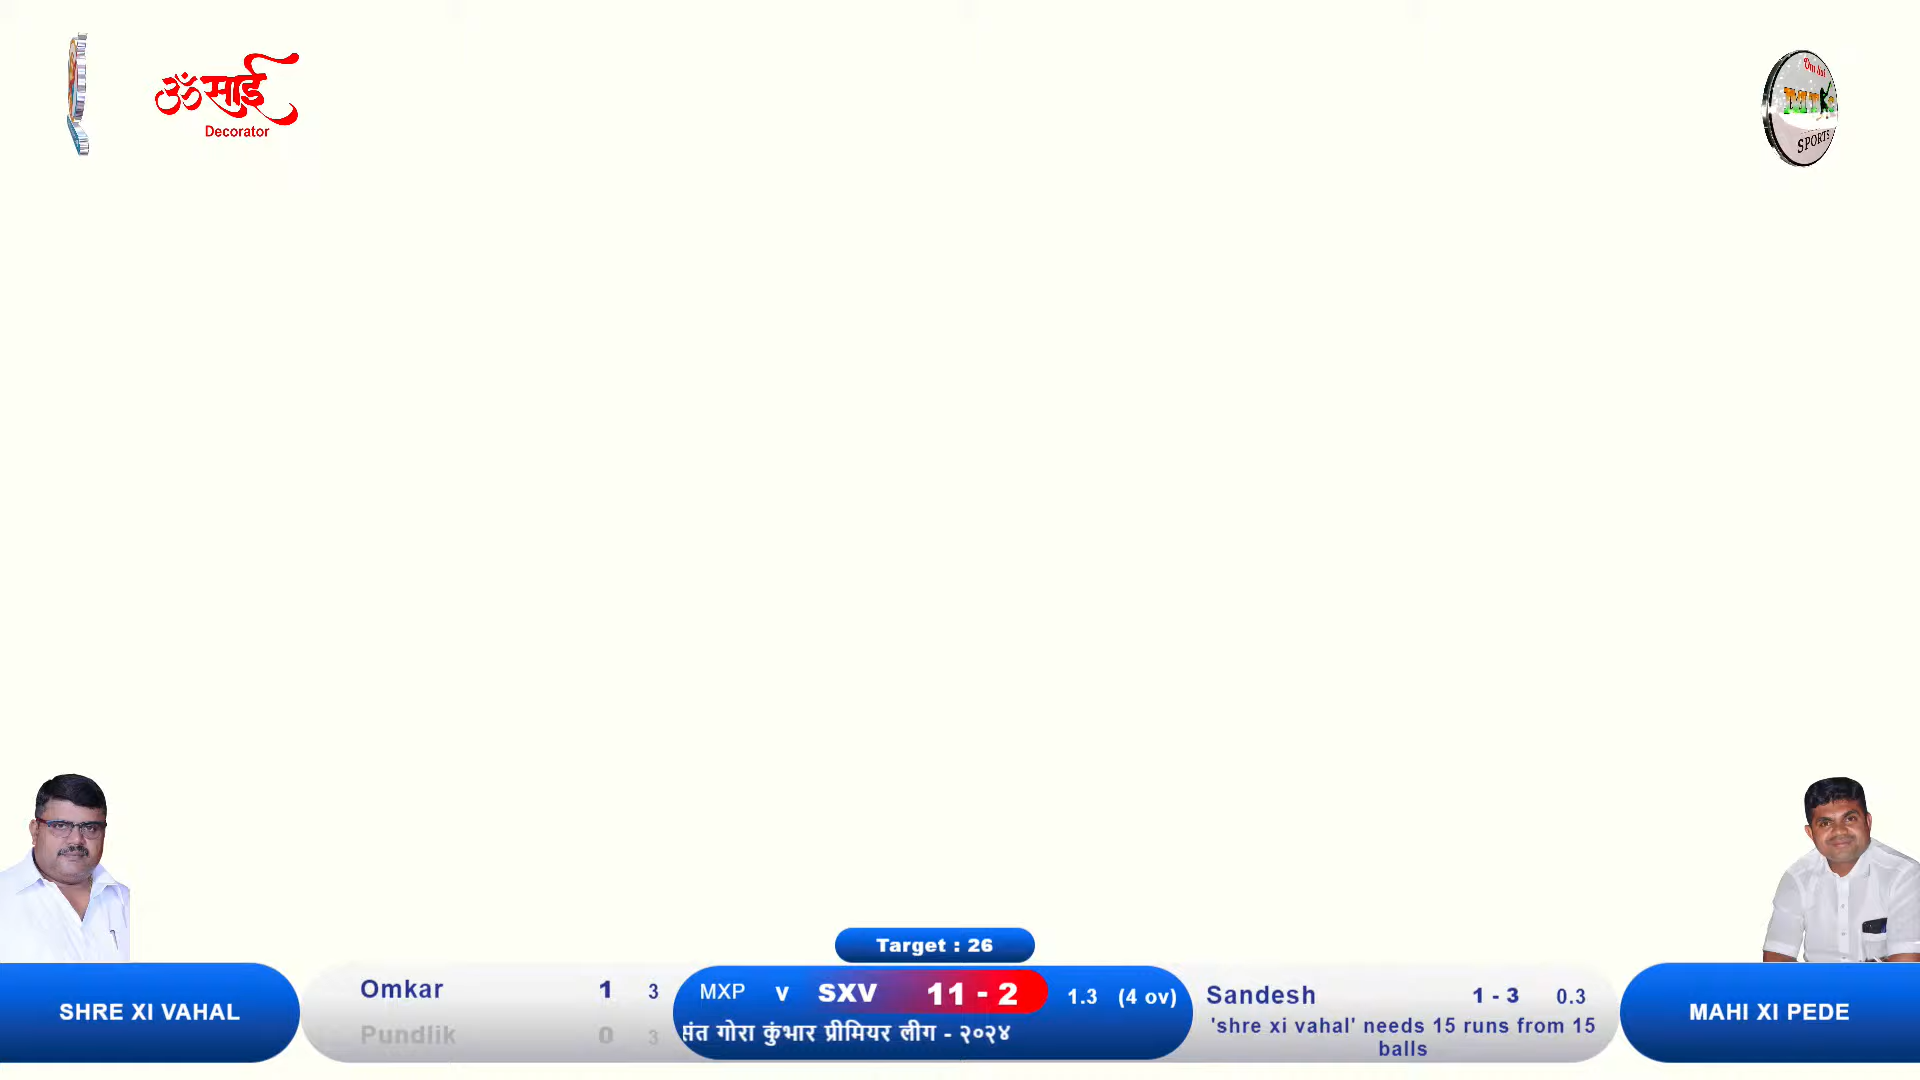 ॐ साई
Decorator
Om Sai
SPORTS
Target : 26
SHRE XI VAHAL
Omkar 1 3
Pundlik 0 3
MXP v SXV 11 - 2 1.3 (4 ov)
संत गोरा कुंभार प्रीमियर लीग - २०२४
Sandesh 1 - 3 0.3
'shre xi vahal' needs 15 runs from 15
balls
MAHI XI PEDE